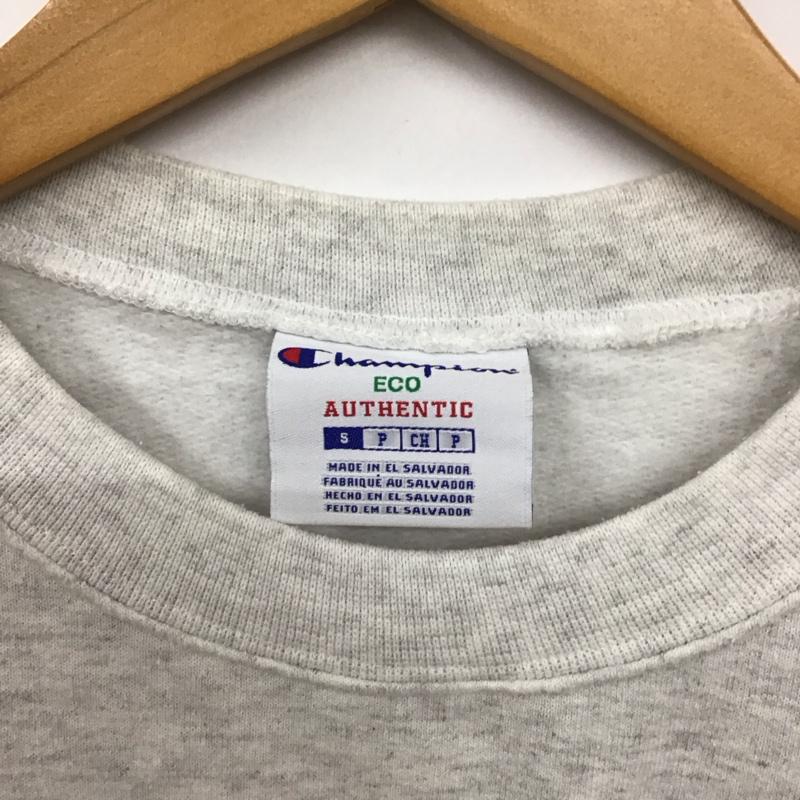 Champion
ECO
AUTHENTIC
S P CH P
MADE IN EL SALVADOR
FABRIQUÉ AU SALVADOR
HECHO EN EL SALVADOR
FEITO EM EL SALVADOR